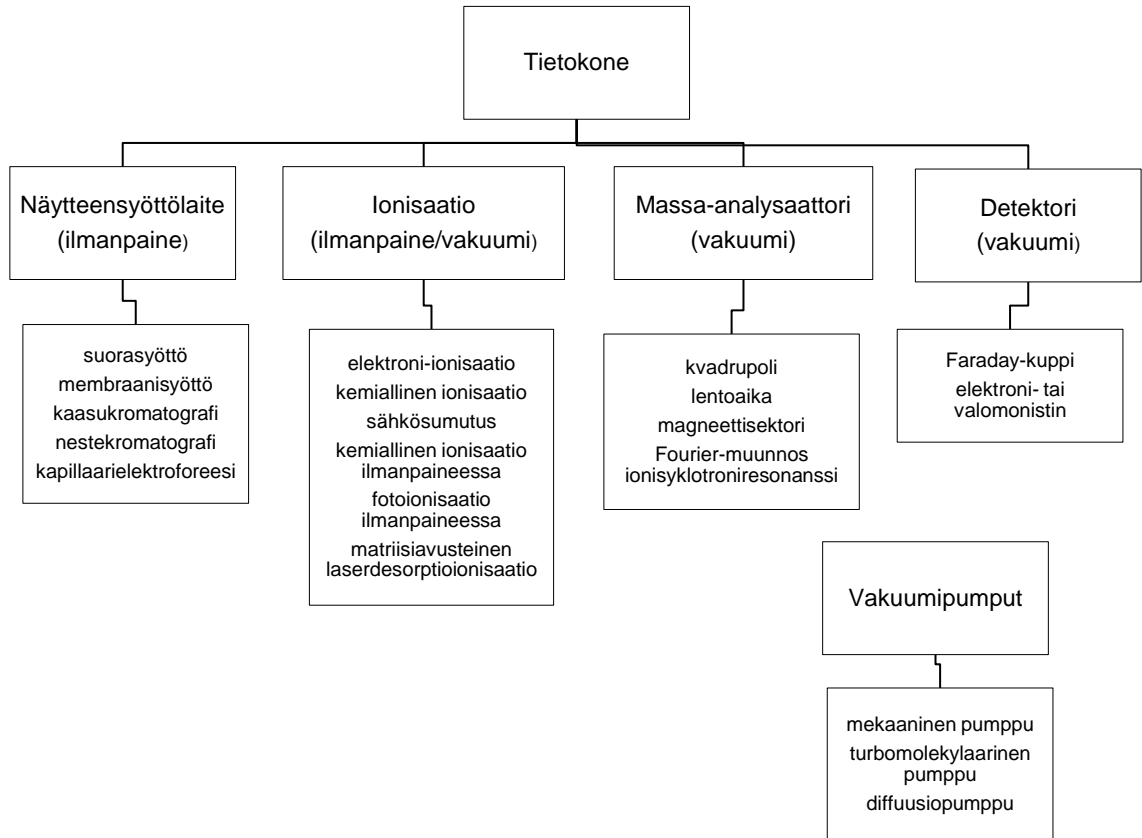 Tietokone
Näytteensyöttölaite
(ilmanpaine)
Ionisaatio
(ilmanpaine/vakuumi)
Massa-analysaattori
(vakuumi)
Detektori
(vakuumi)
suorasyöttö
membraanisyöttö
kaasukromatografi
nestekromatografi
kapillaarielektroforeesi
elektroni-ionisaatio
kemiallinen ionisaatio
sähkösumutus
kemiallinen ionisaatio
ilmanpaineessa
fotoionisaatio
ilmanpaineessa
matriisiavusteinen
laserdesorptioionisaatio
kvadrupoli
lentoaika
magneettisektori
Fourier-muunnos
ionisyklotroniresonanssi
Faraday-kuppi
elektroni- tai
valomonistin
Vakuumipumput
mekaaninen pumppu
turbomolekylaarinen
pumppu
diffuusiopumppu